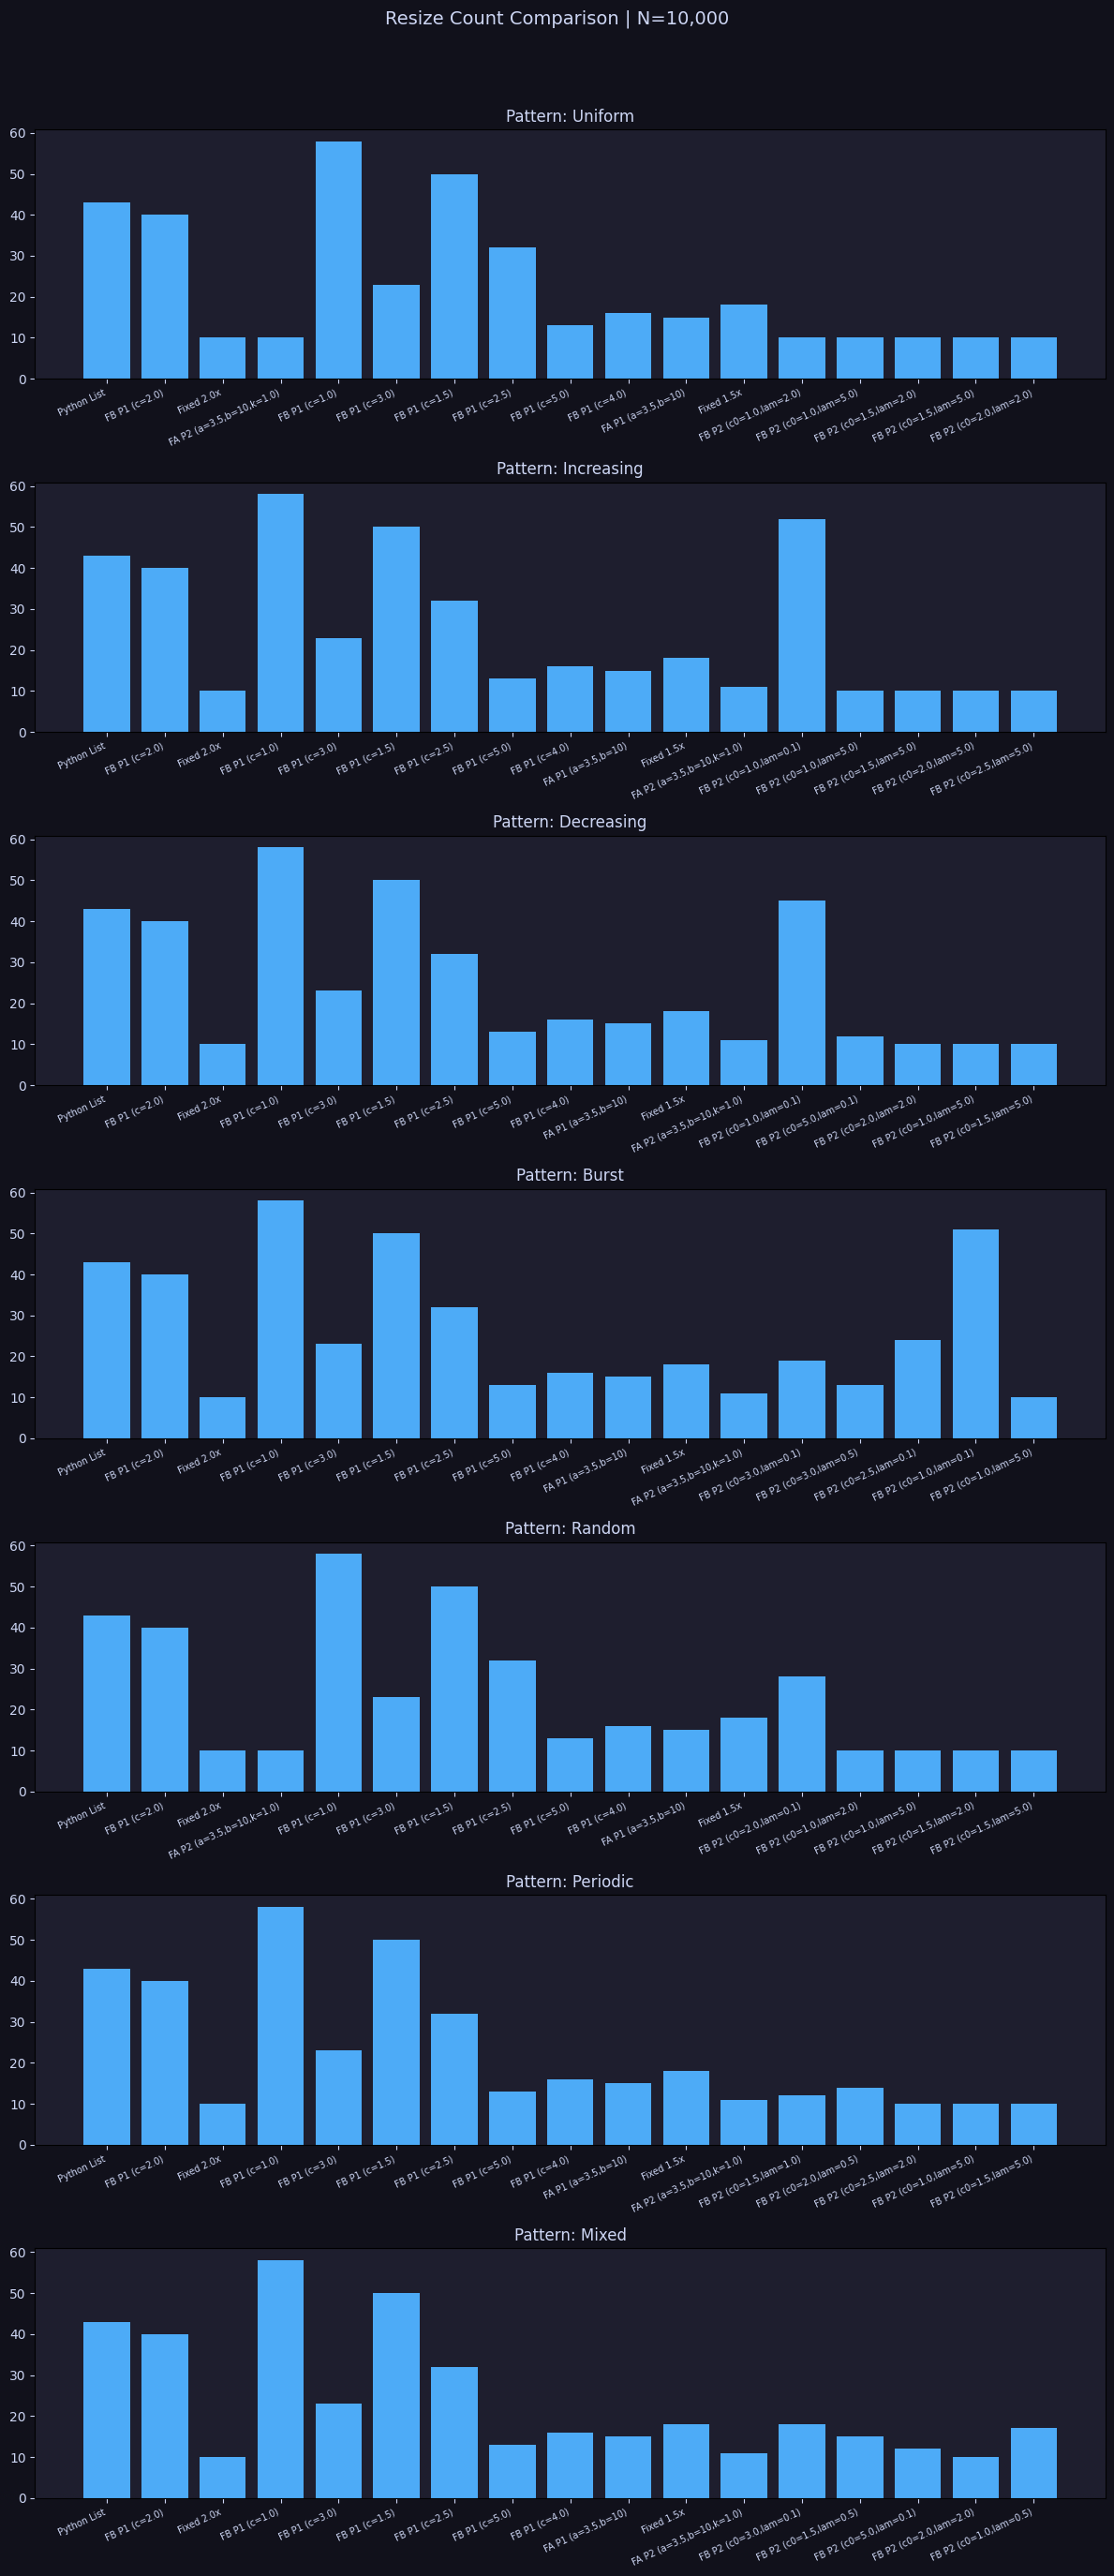 Resize Count Comparison | N=10,000
Pattern: Uniform
60
50
40
30
20
10
0
Python List
FB P1 (c=2.0)
Fixed 2.0x
FA P2 (a=3.5,b=10,k=1.0)
FB P1 (c=1.0)
FB P1 (c=3.0)
FB P1 (c=1.5)
FB P1 (c=2.5)
FB P1 (c=5.0)
FB P1 (c=4.0)
FA P1 (a=3.5,b=10)
Fixed 1.5x
FB P2 (c0=1.0,lam=2.0)
FB P2 (c0=1.0,lam=5.0)
FB P2 (c0=1.5,lam=2.0)
FB P2 (c0=1.5,lam=5.0)
FB P2 (c0=2.0,lam=2.0)
Pattern: Increasing
60
50
40
30
20
10
0
Python List
FB P1 (c=2.0)
Fixed 2.0x
FB P1 (c=1.0)
FB P1 (c=3.0)
FB P1 (c=1.5)
FB P1 (c=2.5)
FB P1 (c=5.0)
FB P1 (c=4.0)
FA P1 (a=3.5,b=10)
Fixed 1.5x
FA P2 (a=3.5,b=10,k=1.0)
FB P2 (c0=1.0,lam=0.1)
FB P2 (c0=1.0,lam=5.0)
FB P2 (c0=1.5,lam=5.0)
FB P2 (c0=2.0,lam=5.0)
FB P2 (c0=2.5,lam=5.0)
Pattern: Decreasing
60
50
40
30
20
10
0
Python List
FB P1 (c=2.0)
Fixed 2.0x
FB P1 (c=1.0)
FB P1 (c=3.0)
FB P1 (c=1.5)
FB P1 (c=2.5)
FB P1 (c=5.0)
FB P1 (c=4.0)
FA P1 (a=3.5,b=10)
Fixed 1.5x
FA P2 (a=3.5,b=10,k=1.0)
FB P2 (c0=1.0,lam=0.1)
FB P2 (c0=5.0,lam=0.1)
FB P2 (c0=2.0,lam=2.0)
FB P2 (c0=1.0,lam=5.0)
FB P2 (c0=1.5,lam=5.0)
Pattern: Burst
60
50
40
30
20
10
0
Python List
FB P1 (c=2.0)
Fixed 2.0x
FB P1 (c=1.0)
FB P1 (c=3.0)
FB P1 (c=1.5)
FB P1 (c=2.5)
FB P1 (c=5.0)
FB P1 (c=4.0)
FA P1 (a=3.5,b=10)
Fixed 1.5x
FA P2 (a=3.5,b=10,k=1.0)
FB P2 (c0=3.0,lam=0.1)
FB P2 (c0=3.0,lam=0.5)
FB P2 (c0=2.5,lam=0.1)
FB P2 (c0=1.0,lam=0.1)
FB P2 (c0=1.0,lam=5.0)
Pattern: Random
60
50
40
30
20
10
0
Python List
FB P1 (c=2.0)
Fixed 2.0x
FA P2 (a=3.5,b=10,k=1.0)
FB P1 (c=1.0)
FB P1 (c=3.0)
FB P1 (c=1.5)
FB P1 (c=2.5)
FB P1 (c=5.0)
FB P1 (c=4.0)
FA P1 (a=3.5,b=10)
Fixed 1.5x
FB P2 (c0=2.0,lam=0.1)
FB P2 (c0=1.0,lam=2.0)
FB P2 (c0=1.0,lam=5.0)
FB P2 (c0=1.5,lam=2.0)
FB P2 (c0=1.5,lam=5.0)
Pattern: Periodic
60
50
40
30
20
10
0
Python List
FB P1 (c=2.0)
Fixed 2.0x
FB P1 (c=1.0)
FB P1 (c=3.0)
FB P1 (c=1.5)
FB P1 (c=2.5)
FB P1 (c=5.0)
FB P1 (c=4.0)
FA P1 (a=3.5,b=10)
Fixed 1.5x
FA P2 (a=3.5,b=10,k=1.0)
FB P2 (c0=1.5,lam=1.0)
FB P2 (c0=2.0,lam=0.5)
FB P2 (c0=2.5,lam=2.0)
FB P2 (c0=1.0,lam=5.0)
FB P2 (c0=1.5,lam=5.0)
Pattern: Mixed
60
50
40
30
20
10
0
Python List
FB P1 (c=2.0)
Fixed 2.0x
FB P1 (c=1.0)
FB P1 (c=3.0)
FB P1 (c=1.5)
FB P1 (c=2.5)
FB P1 (c=5.0)
FB P1 (c=4.0)
FA P1 (a=3.5,b=10)
Fixed 1.5x
FA P2 (a=3.5,b=10,k=1.0)
FB P2 (c0=3.0,lam=0.1)
FB P2 (c0=1.5,lam=0.5)
FB P2 (c0=5.0,lam=0.1)
FB P2 (c0=2.0,lam=2.0)
FB P2 (c0=1.0,lam=0.5)